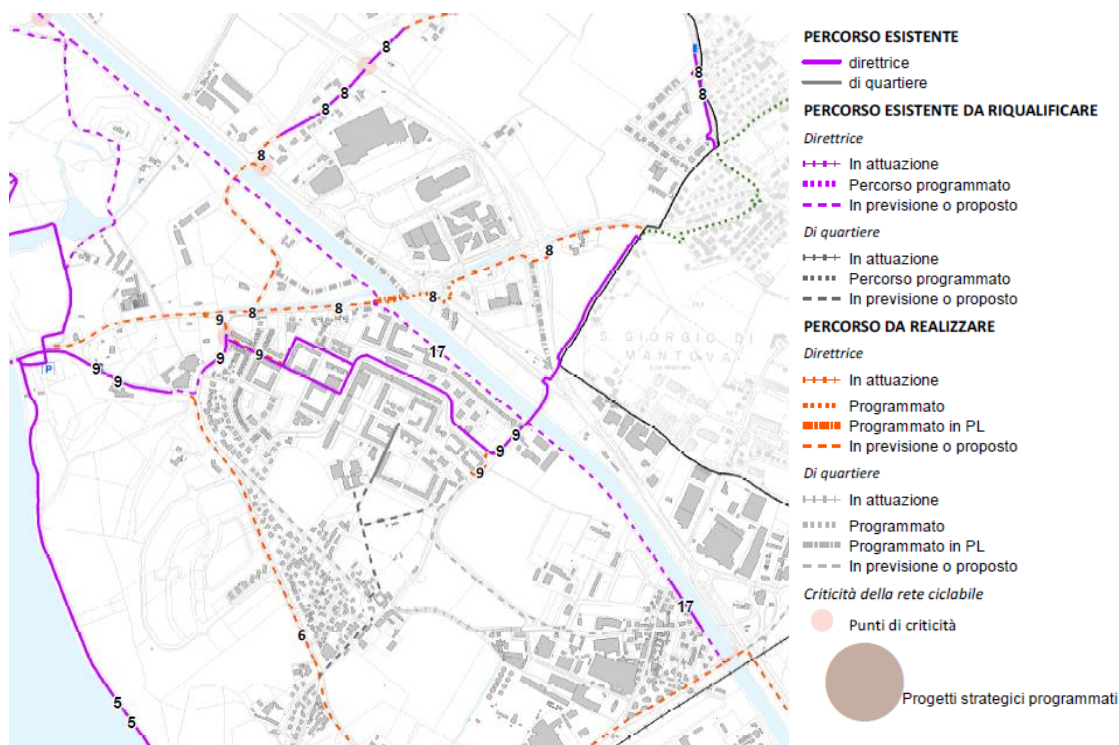 8
8
8
8
8
8
8
8
8
8
9
9
9
9
9
9
9
9
17
17
6
5
5
P
S. GIO
MA
PERCORSO ESISTENTE
direttrice
di quartiere
PERCORSO ESISTENTE DA RIQUALIFICARE
Direttrice
In attuazione
Percorso programmato
In previsione o proposto
Di quartiere
In attuazione
Percorso programmato
In previsione o proposto
PERCORSO DA REALIZZARE
Direttrice
In attuazione
Programmato
Programmato in PL
In previsione o proposto
Di quartiere
In attuazione
Programmato
Programmato in PL
In previsione o proposto
Criticità della rete ciclabile
Punti di criticità
Progetti strategici programmati